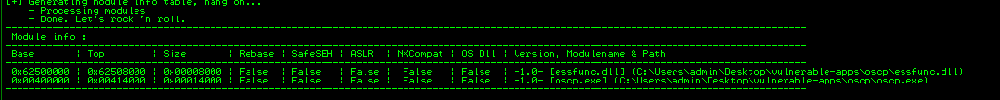 [+] Generating module info table, hang on...
    - Processing modules
    - Done. Let's rock 'n roll.
----------------------------------------------------------------------------------------------------------------------------------
 Module info :
----------------------------------------------------------------------------------------------------------------------------------
 Base       | Top        | Size       | Rebase | SafeSEH | ASLR  | NXCompat | OS Dll | Version, Modulename & Path
----------------------------------------------------------------------------------------------------------------------------------
 0x62500000 | 0x62508000 | 0x00008000 | False  | False   | False |  False   | False  | -1.0- [essfunc.dll] (C:\Users\admin\Desktop\vulnerable-apps\oscp\essfunc.dll)
 0x00400000 | 0x00414000 | 0x00014000 | False  | False   | False |  False   | False  | -1.0- [oscp.exe] (C:\Users\admin\Desktop\vulnerable-apps\oscp\oscp.exe)
----------------------------------------------------------------------------------------------------------------------------------